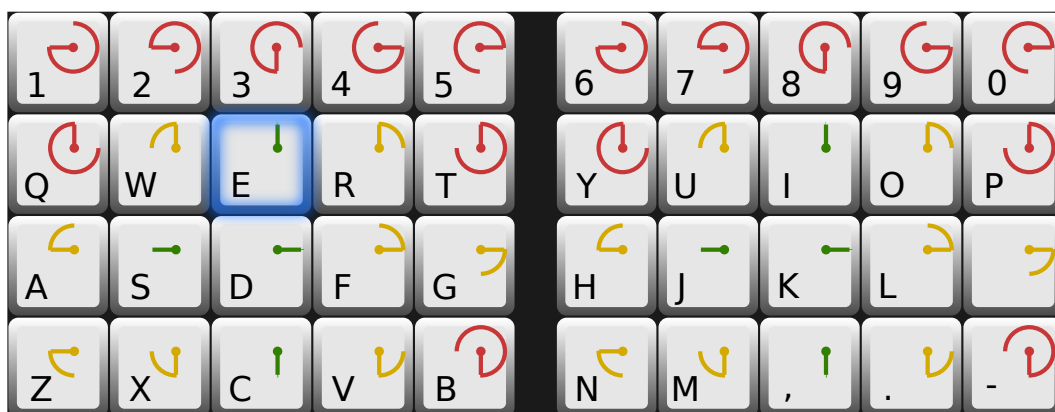 1 2 3 4 5 6 7 8 9 0
Q W E R T Y U I O P
A S D F G H J K L
Z X C V B N M , . -